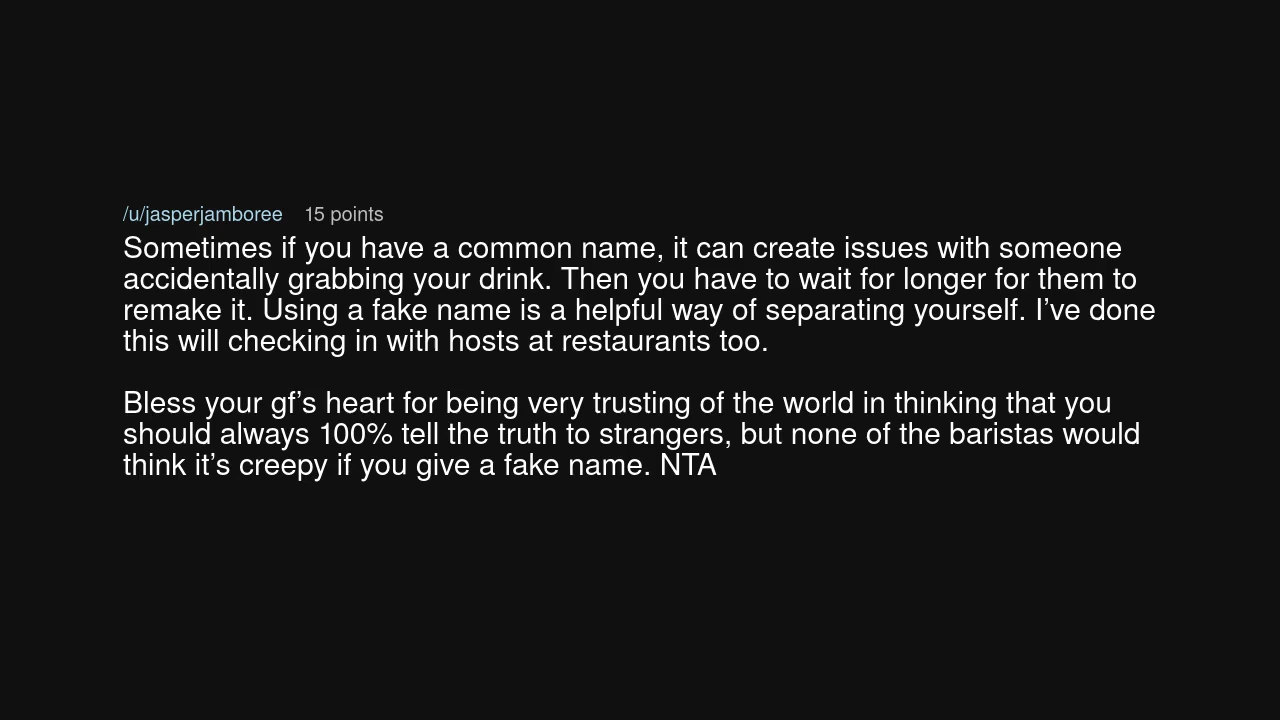 /u/jasperjamboree 15 points
Sometimes if you have a common name, it can create issues with someone
accidentally grabbing your drink. Then you have to wait for longer for them to
remake it. Using a fake name is a helpful way of separating yourself. I’ve done
this will checking in with hosts at restaurants too.
Bless your gf’s heart for being very trusting of the world in thinking that you
should always 100% tell the truth to strangers, but none of the baristas would
think it’s creepy if you give a fake name. NTA